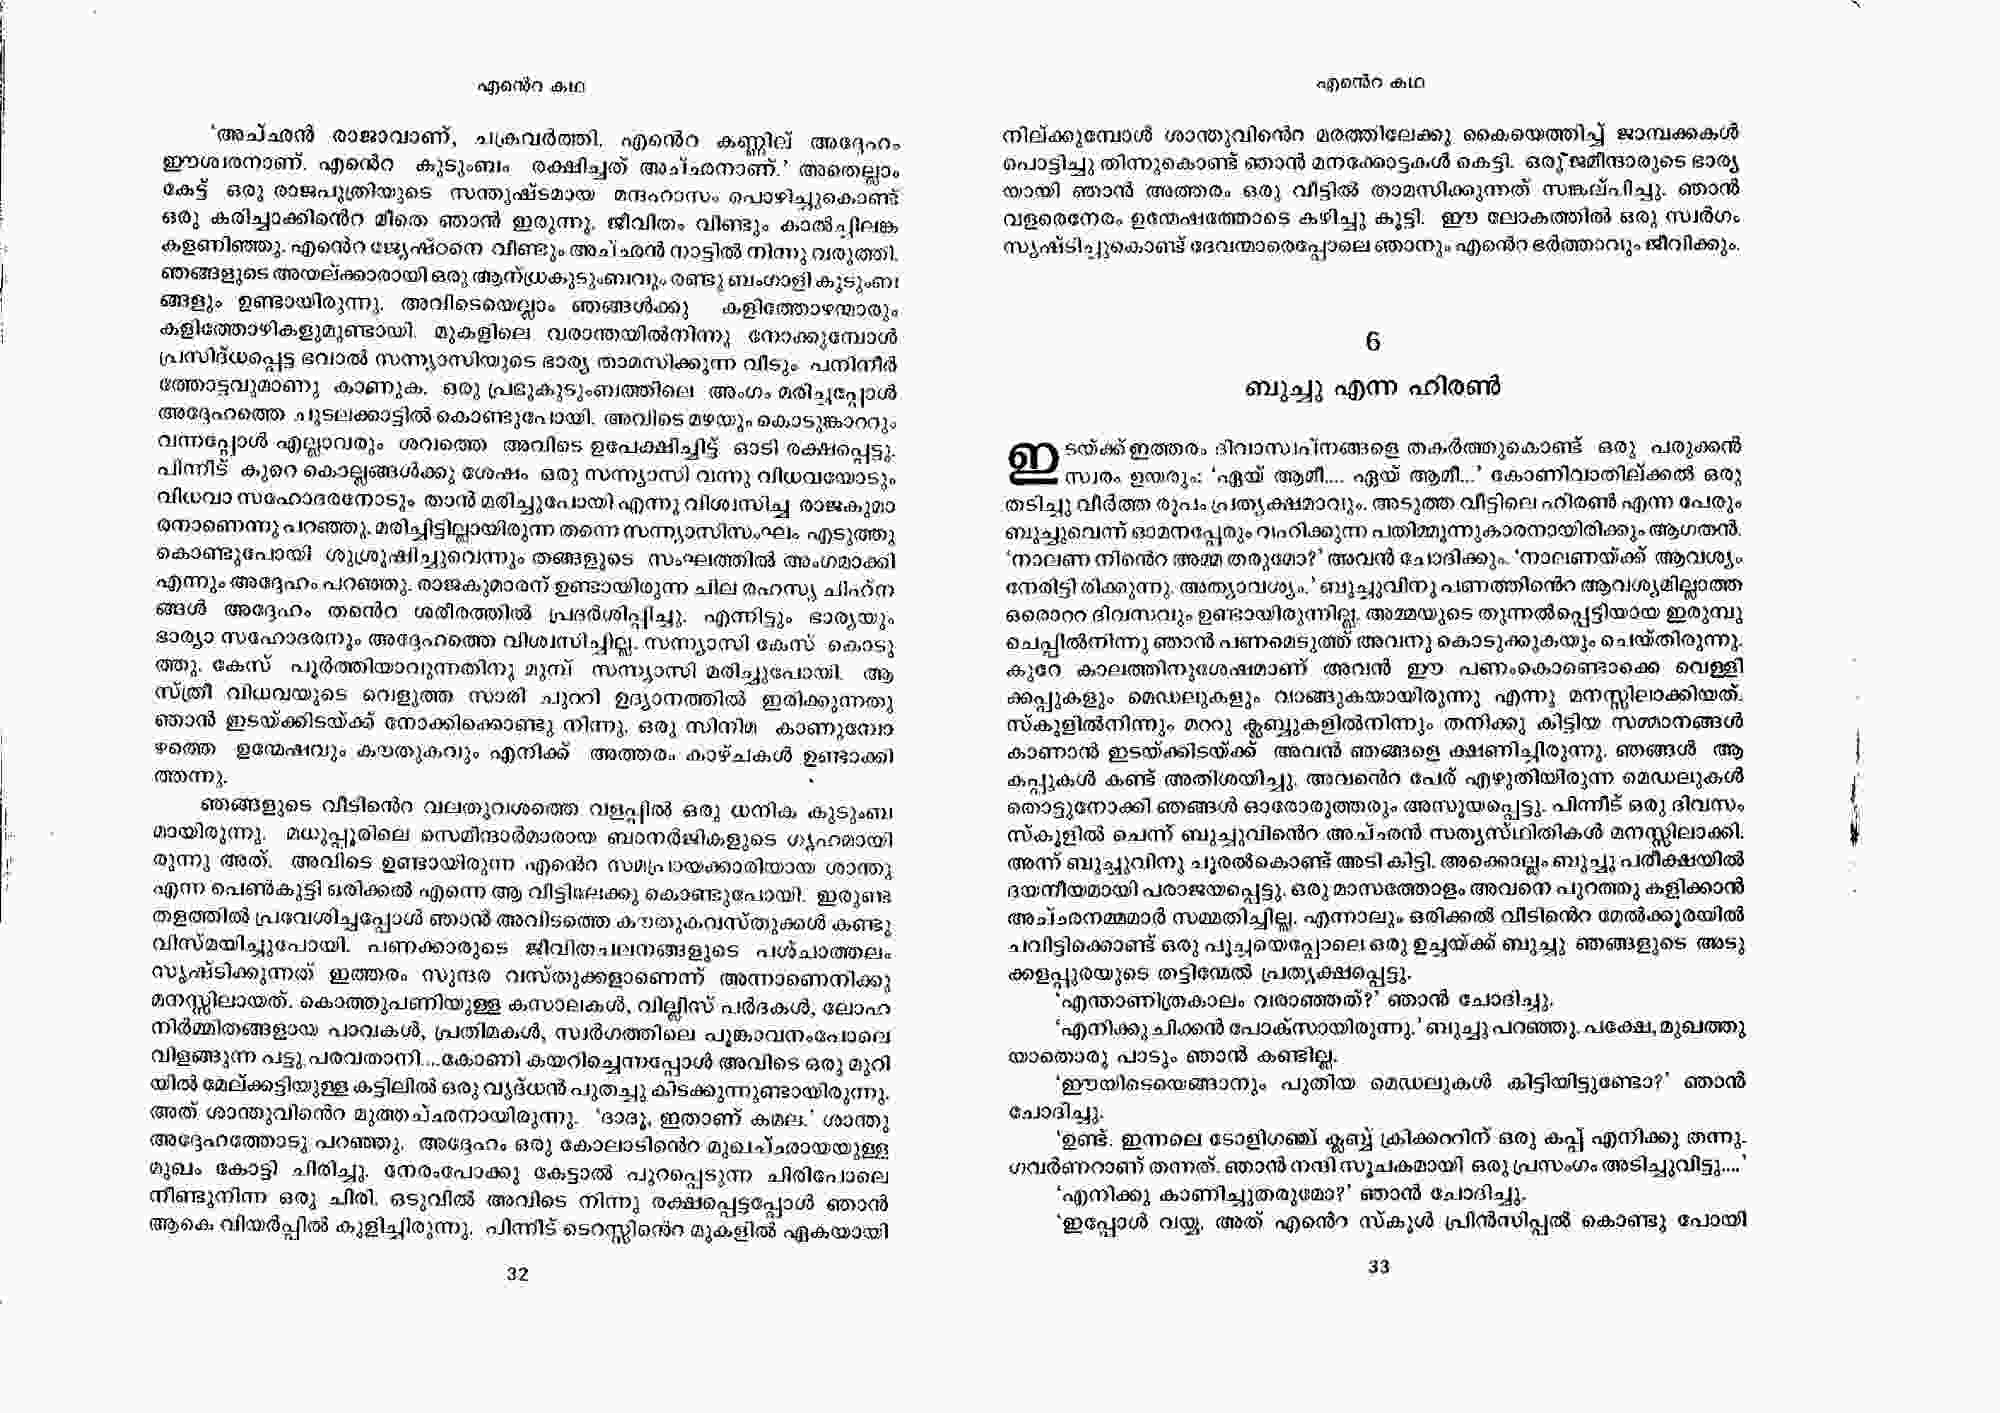 എന്റെ കഥ
'അച്ഛൻ രാജാവാണ്, ചക്രവർത്തി. എന്റെ കണ്ണില് അദ്ദേഹം
ഈശ്വരനാണ്. എന്റെ കുടുംബം രക്ഷിച്ചത് അച്ഛനാണ്.' അതെല്ലാം
കേട്ട് ഒരു രാജപുത്രിയുടെ സന്തുഷ്ടമായ മന്ദഹാസം പൊഴിച്ചുകൊണ്ട്
ഒരു കരിച്ചാക്കിന്റെ മീതെ ഞാൻ ഇരുന്നു. ജീവിതം വീണ്ടും കാൽച്ചിലങ്ക
കളണിഞ്ഞു. എന്റെ ജ്യേഷ്ഠനെ വീണ്ടും അച്ഛൻ നാട്ടിൽ നിന്നു വരുത്തി.
ഞങ്ങളുടെ അയല്ക്കാരായി ഒരു ആന്ധ്രകുടുംബവും രണ്ടു ബംഗാളി കുടുംബ
ങ്ങളും ഉണ്ടായിരുന്നു. അവിടെയെല്ലാം ഞങ്ങൾക്കു കളിത്തോഴന്മാരും
കളിത്തോഴികളുമുണ്ടായി. മുകളിലെ വരാന്തയിൽനിന്നു നോക്കുമ്പോൾ
പ്രസിദ്ധപ്പെട്ട ഭവാൽ സന്ന്യാസിയുടെ ഭാര്യ താമസിക്കുന്ന വീടും പനിനീർ
ത്തോട്ടവുമാണു കാണുക. ഒരു പ്രഭുകുടുംബത്തിലെ അംഗം മരിച്ചപ്പോൾ
അദ്ദേഹത്തെ ചുടലക്കാട്ടിൽ കൊണ്ടുപോയി. അവിടെ മഴയും കൊടുങ്കാററും
വന്നപ്പോൾ എല്ലാവരും ശവത്തെ അവിടെ ഉപേക്ഷിച്ചിട്ട് ഓടി രക്ഷപ്പെട്ടു.
പിന്നീട് കുറെ കൊല്ലങ്ങൾക്കു ശേഷം ഒരു സന്ന്യാസി വന്നു വിധവയോടും
വിധവാ സഹോദരനോടും താൻ മരിച്ചുപോയി എന്നു വിശ്വസിച്ച രാജകുമാ
രനാണെന്നു പറഞ്ഞു. മരിച്ചിട്ടില്ലായിരുന്ന തന്നെ സന്ന്യാസിസംഘം എടുത്തു
കൊണ്ടുപോയി ശുശ്രൂഷിച്ചുവെന്നും തങ്ങളുടെ സംഘത്തിൽ അംഗമാക്കി
എന്നും അദ്ദേഹം പറഞ്ഞു. രാജകുമാരന് ഉണ്ടായിരുന്ന ചില രഹസ്യ ചിഹ്ന
ങ്ങൾ അദ്ദേഹം തന്റെ ശരീരത്തിൽ പ്രദർശിപ്പിച്ചു. എന്നിട്ടും ഭാര്യയും
ഭാര്യാ സഹോദരനും അദ്ദേഹത്തെ വിശ്വസിച്ചില്ല. സന്ന്യാസി കേസ് കൊടു
ത്തു. കേസ് പൂർത്തിയാവുന്നതിനു മുമ്പ് സന്ന്യാസി മരിച്ചുപോയി. ആ
സ്ത്രീ വിധവയുടെ വെളുത്ത സാരി ചുററി ഉദ്യാനത്തിൽ ഇരിക്കുന്നതു
ഞാൻ ഇടയ്ക്കിടയ്ക്ക് നോക്കിക്കൊണ്ടു നിന്നു. ഒരു സിനിമ കാണുമ്പോ
ഴത്തെ ഉന്മേഷവും കൗതുകവും എനിക്ക് അത്തരം കാഴ്ചകൾ ഉണ്ടാക്കി
ത്തന്നു.
ഞങ്ങളുടെ വീടിന്റെ വലതുവശത്തെ വളപ്പിൽ ഒരു ധനിക കുടുംബ
മായിരുന്നു. മധുപ്പൂരിലെ സെമീന്ദാർമാരായ ബാനർജികളുടെ ഗൃഹമായി
രുന്നു അത്. അവിടെ ഉണ്ടായിരുന്ന എന്റെ സമപ്രായക്കാരിയായ ശാന്തു
എന്ന പെൺകുട്ടി ഒരിക്കൽ എന്നെ ആ വീട്ടിലേക്കു കൊണ്ടുപോയി. ഇരുണ്ട
തളത്തിൽ പ്രവേശിച്ചപ്പോൾ ഞാൻ അവിടത്തെ കൗതുകവസ്തുക്കൾ കണ്ടു
വിസ്മയിച്ചുപോയി. പണക്കാരുടെ ജീവിതചലനങ്ങളുടെ പശ്ചാത്തലം
സൃഷ്ടിക്കുന്നത് ഇത്തരം സുന്ദര വസ്തുക്കളാണെന്ന് അന്നാണെനിക്കു
മനസ്സിലായത്. കൊത്തുപണിയുള്ള കസാലകൾ, വില്ലീസ് പർദകൾ, ലോഹ
നിർമ്മിതങ്ങളായ പാവകൾ, പ്രതിമകൾ, സ്വർഗത്തിലെ പൂങ്കാവനംപോലെ
വിളങ്ങുന്ന പട്ടു പരവതാനി....കോണി കയറിച്ചെന്നപ്പോൾ അവിടെ ഒരു മുറി
യിൽ മേല്ക്കട്ടിയുള്ള കട്ടിലിൽ ഒരു വൃദ്ധൻ പുതച്ചു കിടക്കുന്നുണ്ടായിരുന്നു.
അത് ശാന്തുവിന്റെ മുത്തച്ഛനായിരുന്നു. 'ദാദൂ, ഇതാണ് കമല.' ശാന്തു
അദ്ദേഹത്തോടു പറഞ്ഞു. അദ്ദേഹം ഒരു കോലാടിന്റെ മുഖച്ഛായയുള്ള
മുഖം കോട്ടി ചിരിച്ചു. നേരംപോക്കു കേട്ടാൽ പുറപ്പെടുന്ന ചിരിപോലെ
നീണ്ടുനിന്ന ഒരു ചിരി. ഒടുവിൽ അവിടെ നിന്നു രക്ഷപ്പെട്ടപ്പോൾ ഞാൻ
ആകെ വിയർപ്പിൽ കുളിച്ചിരുന്നു. പിന്നീട് ടെറസ്സിന്റെ മുകളിൽ ഏകയായി
32
എന്റെ കഥ
നില്ക്കുമ്പോൾ ശാന്തുവിന്റെ മരത്തിലേക്കു കൈയെത്തിച്ച് ജാമ്പക്കകൾ
പൊട്ടിച്ചു തിന്നുകൊണ്ട് ഞാൻ മനക്കോട്ടകൾ കെട്ടി. ഒരു ജമീന്ദാരുടെ ഭാര്യ
യായി ഞാൻ അത്തരം ഒരു വീട്ടിൽ താമസിക്കുന്നത് സങ്കല്പിച്ചു. ഞാൻ
വളരെനേരം ഉന്മേഷത്തോടെ കഴിച്ചു കൂട്ടി. ഈ ലോകത്തിൽ ഒരു സ്വർഗം
സൃഷ്ടിച്ചുകൊണ്ട് ദേവന്മാരെപ്പോലെ ഞാനും എന്റെ ഭർത്താവും ജീവിക്കും.
6
ബുച്ചു എന്ന ഹിരൺ
ഇടയ്ക്ക് ഇത്തരം ദിവാസ്വപ്നങ്ങളെ തകർത്തുകൊണ്ട് ഒരു പരുക്കൻ
സ്വരം ഉയരും: 'ഏയ് ആമീ.... ഏയ് ആമീ...' കോണിവാതില്ക്കൽ ഒരു
തടിച്ചു വീർത്ത രൂപം പ്രത്യക്ഷമാവും. അടുത്ത വീട്ടിലെ ഹിരൺ എന്ന പേരും
ബുച്ചുവെന്ന് ഓമനപ്പേരും വഹിക്കുന്ന പതിമ്മൂന്നുകാരനായിരിക്കും ആഗതൻ.
'നാലണ നിന്റെ അമ്മ തരുമോ?' അവൻ ചോദിക്കും. 'നാലണയ്ക്ക് ആവശ്യം
നേരിട്ടി രിക്കുന്നു. അത്യാവശ്യം.' ബുച്ചുവിനു പണത്തിന്റെ ആവശ്യമില്ലാത്ത
ഒരൊററ ദിവസവും ഉണ്ടായിരുന്നില്ല. അമ്മയുടെ തുന്നൽപ്പെട്ടിയായ ഇരുമ്പു
ചെപ്പിൽനിന്നു ഞാൻ പണമെടുത്ത് അവനു കൊടുക്കുകയും ചെയ്തിരുന്നു.
കുറേ കാലത്തിനുശേഷമാണ് അവൻ ഈ പണംകൊണ്ടൊക്കെ വെള്ളി
ക്കപ്പുകളും മെഡലുകളും വാങ്ങുകയായിരുന്നു എന്നു മനസ്സിലാക്കിയത്.
സ്കൂളിൽനിന്നും മററു ക്ലബ്ബുകളിൽനിന്നും തനിക്കു കിട്ടിയ സമ്മാനങ്ങൾ
കാണാൻ ഇടയ്ക്കിടയ്ക്ക് അവൻ ഞങ്ങളെ ക്ഷണിച്ചിരുന്നു. ഞങ്ങൾ ആ
കപ്പുകൾ കണ്ട് അതിശയിച്ചു. അവന്റെ പേര് എഴുതിയിരുന്ന മെഡലുകൾ
തൊട്ടുനോക്കി ഞങ്ങൾ ഓരോരുത്തരും അസൂയപ്പെട്ടു. പിന്നീട് ഒരു ദിവസം
സ്കൂളിൽ ചെന്ന് ബുച്ചുവിന്റെ അച്ഛൻ സത്യസ്ഥിതികൾ മനസ്സിലാക്കി.
അന്ന് ബുച്ചുവിനു ചൂരൽകൊണ്ട് അടി കിട്ടി. അക്കൊല്ലം ബുച്ചു പരീക്ഷയിൽ
ദയനീയമായി പരാജയപ്പെട്ടു. ഒരു മാസത്തോളം അവനെ പുറത്തു കളിക്കാൻ
അച്ഛനമ്മമാർ സമ്മതിച്ചില്ല. എന്നാലും ഒരിക്കൽ വീടിന്റെ മേൽക്കൂരയിൽ
ചവിട്ടിക്കൊണ്ട് ഒരു പൂച്ചയെപ്പോലെ ഒരു ഉച്ചയ്ക്ക് ബുച്ചു ഞങ്ങളുടെ അടു
ക്കളപ്പുരയുടെ തട്ടിന്മേൽ പ്രത്യക്ഷപ്പെട്ടു.
'എന്താണിത്രകാലം വരാഞ്ഞത്?' ഞാൻ ചോദിച്ചു.
'എനിക്കു ചിക്കൻ പോക്സായിരുന്നു.' ബുച്ചു പറഞ്ഞു. പക്ഷേ, മുഖത്തു
യാതൊരു പാടും ഞാൻ കണ്ടില്ല.
'ഈയിടെയെങ്ങാനും പുതിയ മെഡലുകൾ കിട്ടിയിട്ടുണ്ടോ?' ഞാൻ
ചോദിച്ചു.
'ഉണ്ട്. ഇന്നലെ ടോളിഗഞ്ച് ക്ലബ്ബ് ക്രിക്കററിന് ഒരു കപ്പ് എനിക്കു തന്നു.
ഗവർണറാണ് തന്നത്. ഞാൻ നന്ദി സൂചകമായി ഒരു പ്രസംഗം അടിച്ചുവിട്ടു....'
'എനിക്കു കാണിച്ചുതരുമോ?' ഞാൻ ചോദിച്ചു.
'ഇപ്പോൾ വയ്യ. അത് എന്റെ സ്കൂൾ പ്രിൻസിപ്പൽ കൊണ്ടു പോയി
33